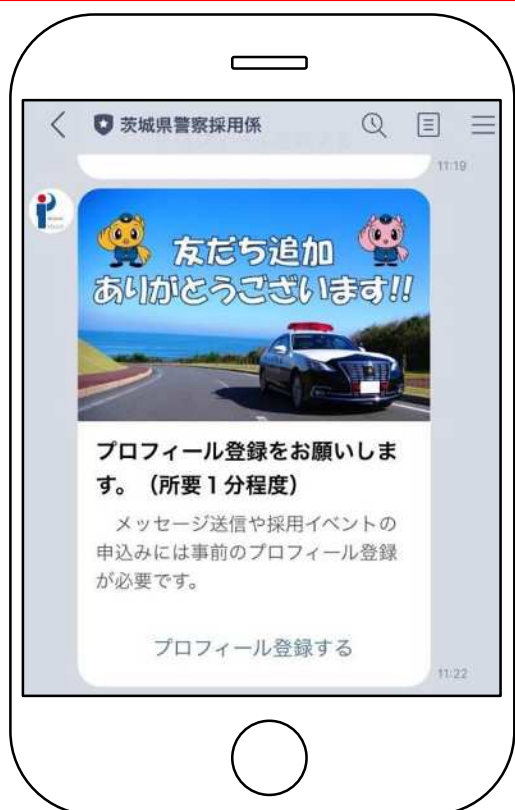 茨城県警察採用係
11:19
友だち追加
ありがとうございます!!
プロフィール登録をお願いしま
す。（所要１分程度）
　メッセージ送信や採用イベントの
申込みには事前のプロフィール登録
が必要です。
プロフィール登録する
11:22